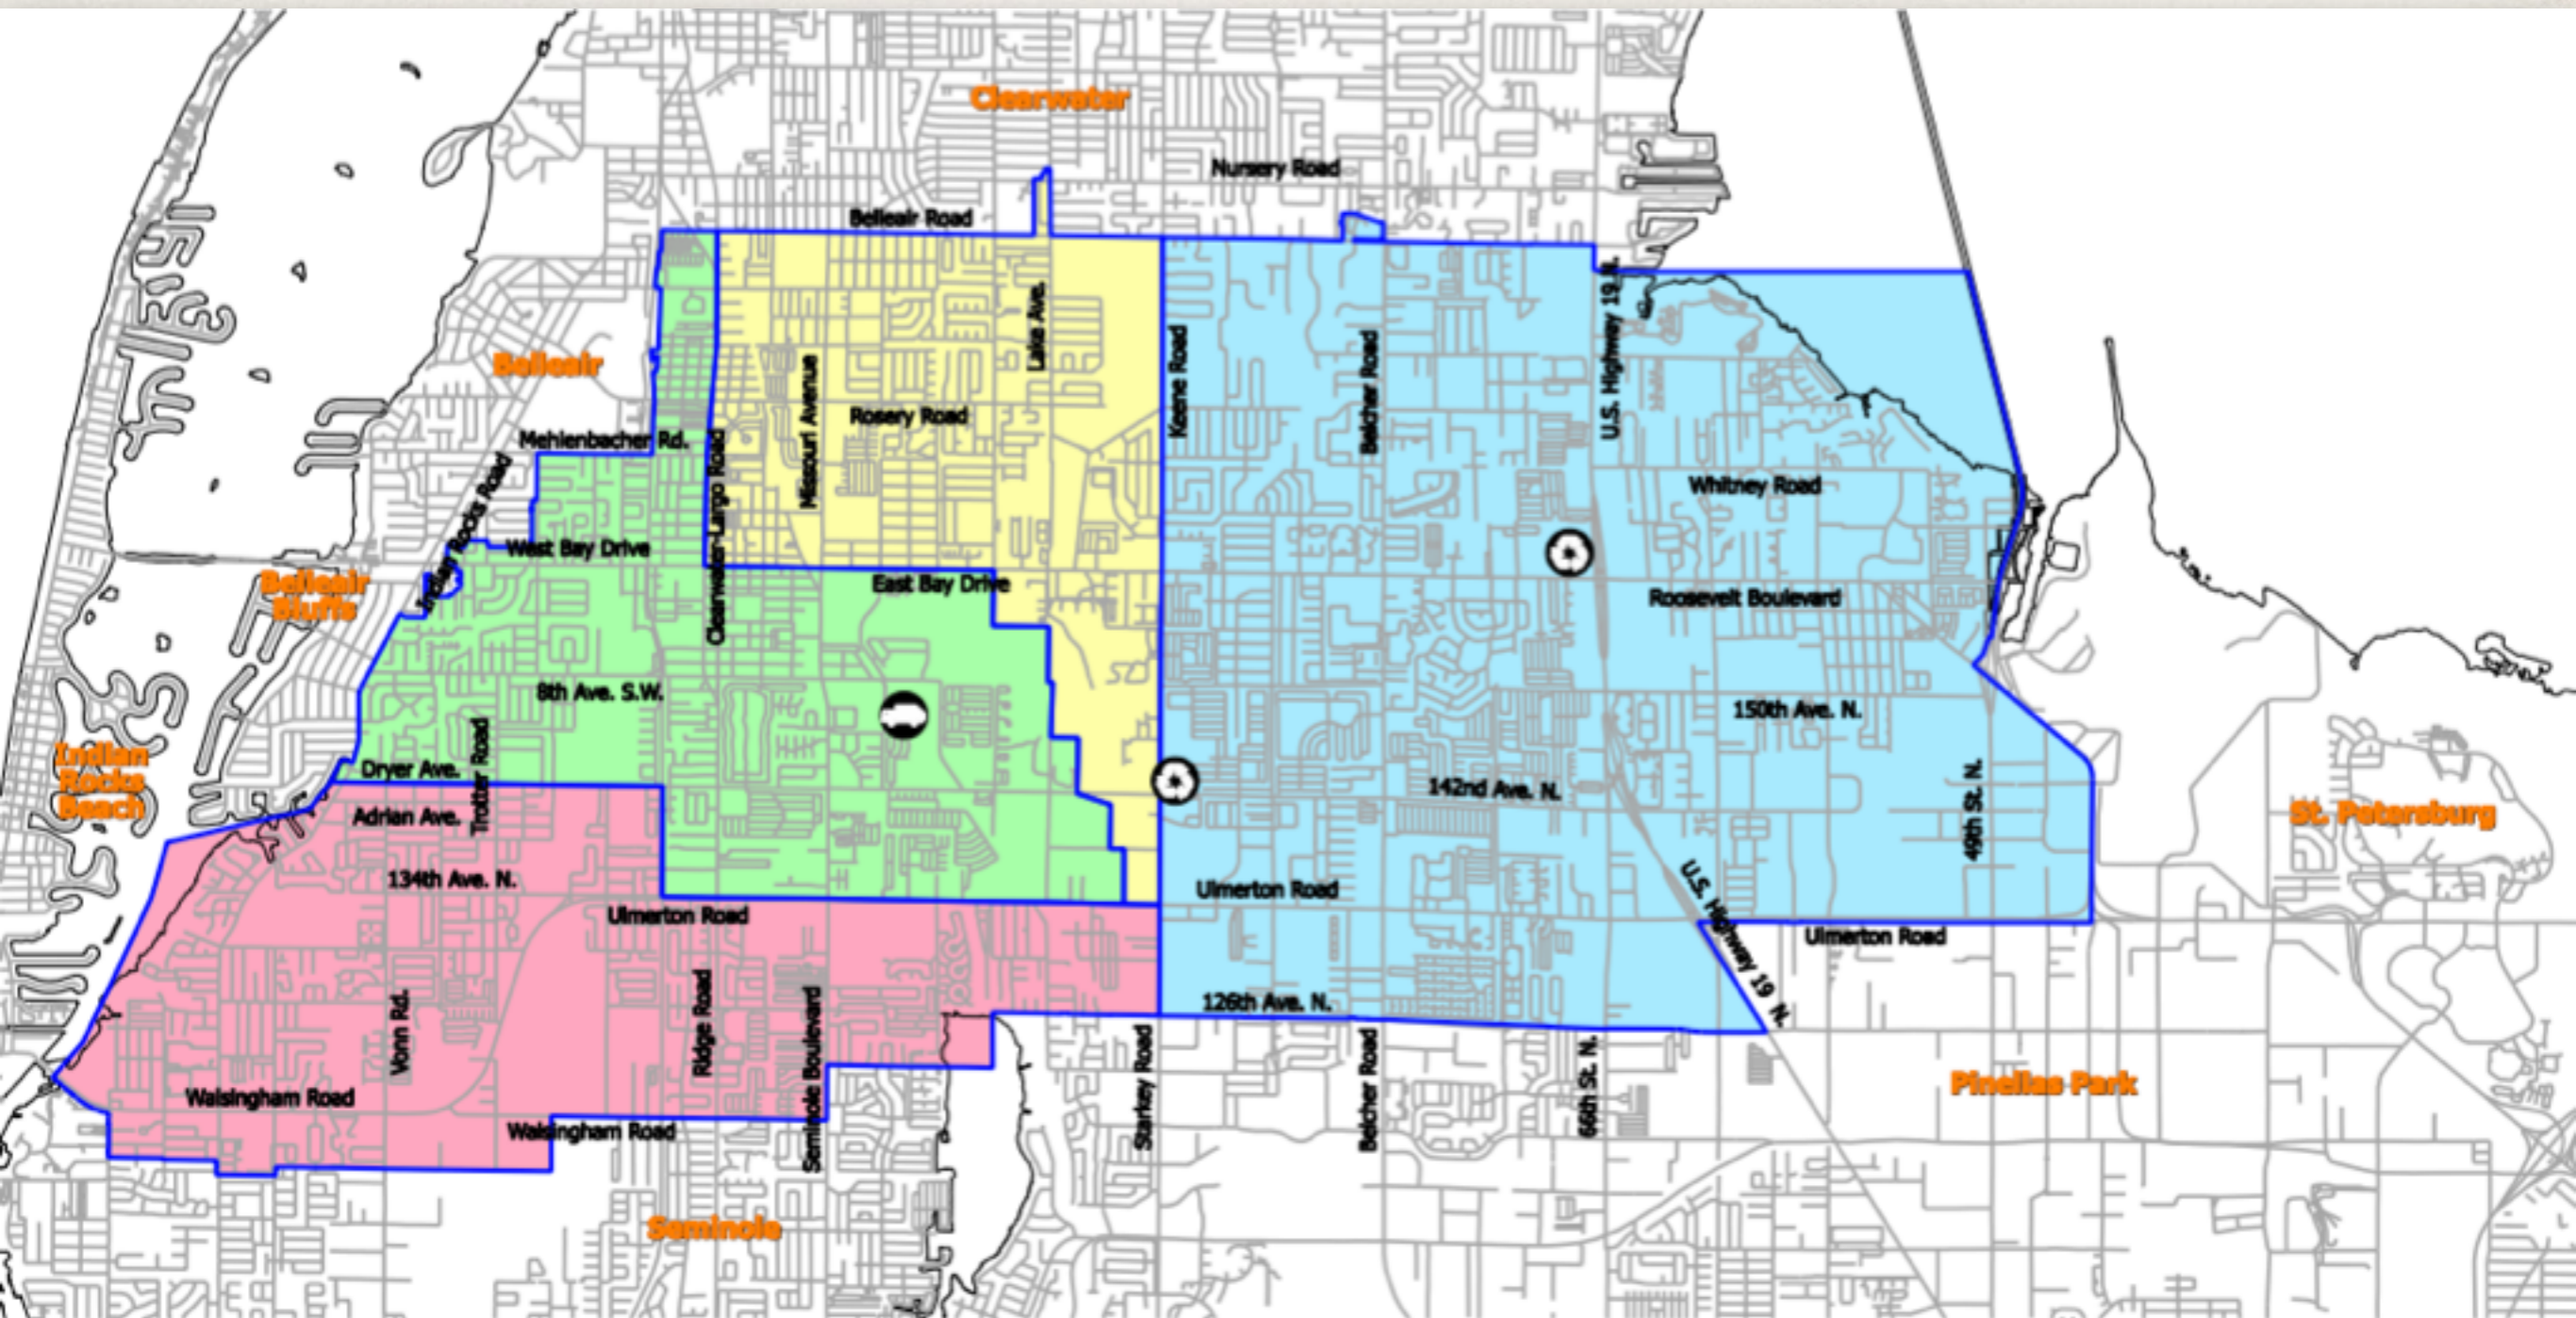 Clearwater
Nursery Road
Belleair Road
Lake Ave.
U.S. Highway 19 N.
Keene Road
Belcher Road
Belleair
Missouri Avenue
Rosery Road
Mehlenbacher Rd.
Clearwater-Largo Road
Indian Rocks Road
Whitney Road
West Bay Drive
East Bay Drive
Belleair
Bluffs
Roosevelt Boulevard
8th Ave. S.W.
150th Ave. N.
Trotter Road
Indian
Rocks
Beach
Dryer Ave.
142nd Ave. N.
49th St. N.
Adrian Ave.
St. Petersburg
134th Ave. N.
Ulmerton Road
Ulmerton Road
U.S. Highway 19 N.
Ulmerton Road
Vonn Rd.
Ridge Road
Seminole Boulevard
126th Ave. N.
Starkey Road
Belcher Road
66th St. N.
Walsingham Road
Pinellas Park
Walsingham Road
Seminole